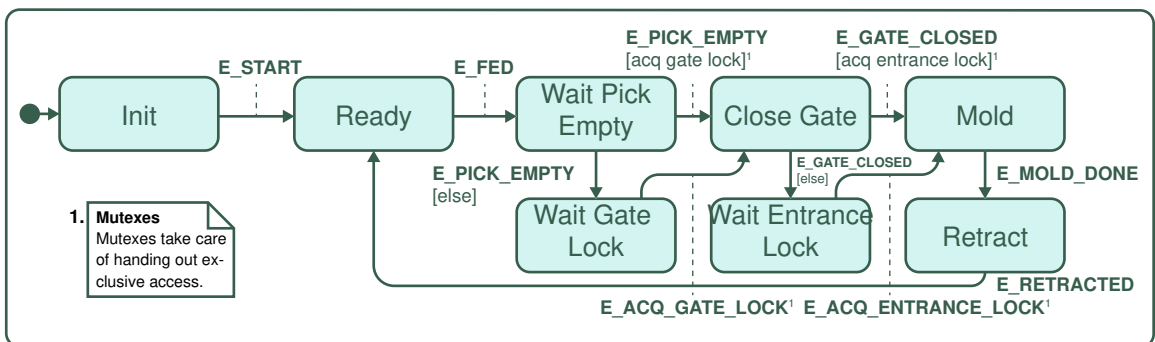 E_START
E_FED
E_PICK_EMPTY
[acq gate lock]¹
E_GATE_CLOSED
[acq entrance lock]¹
Init
Ready
Wait Pick
Empty
Close Gate
Mold
E_PICK_EMPTY
[else]
E_GATE_CLOSED
[else]
E_MOLD_DONE
Wait Gate
Lock
Wait Entrance
Lock
Retract
1. Mutexes
Mutexes take care
of handing out ex-
clusive access.
E_RETRACTED
E_ACQ_GATE_LOCK¹
E_ACQ_ENTRANCE_LOCK¹